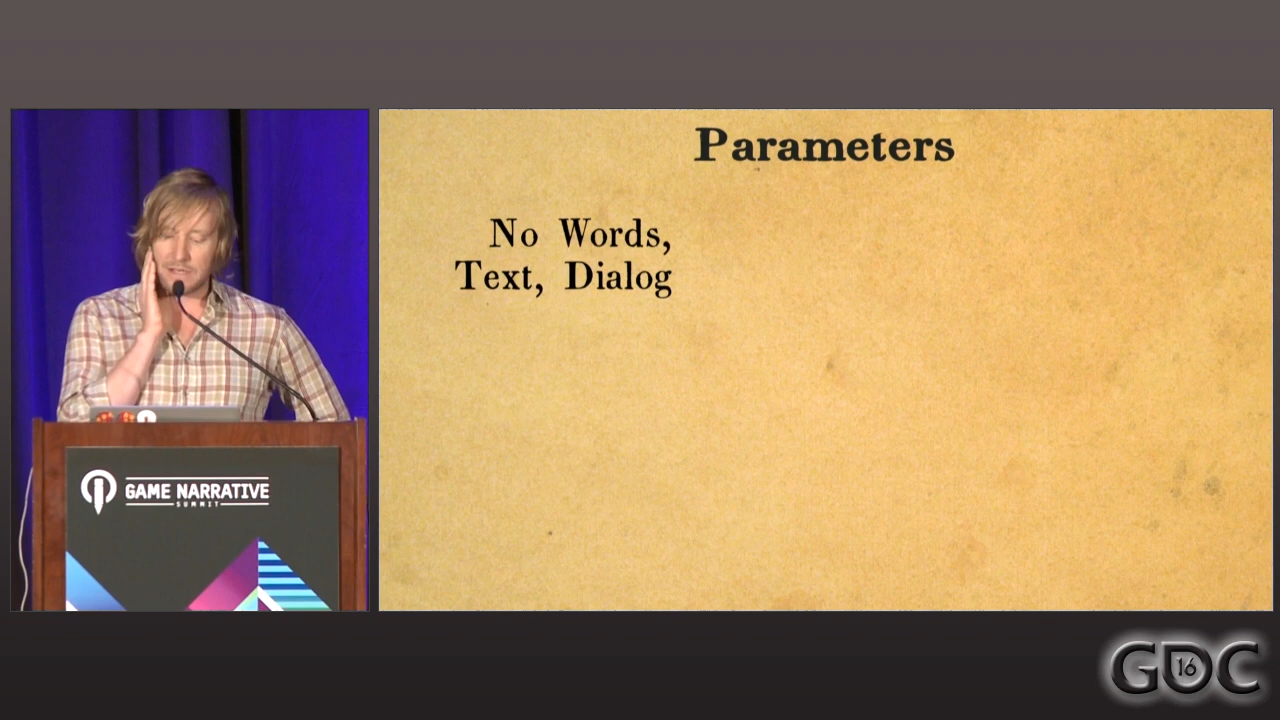 Parameters
No Words,
Text, Dialog
GAME NARRATIVE
SUMMIT
GDC
16